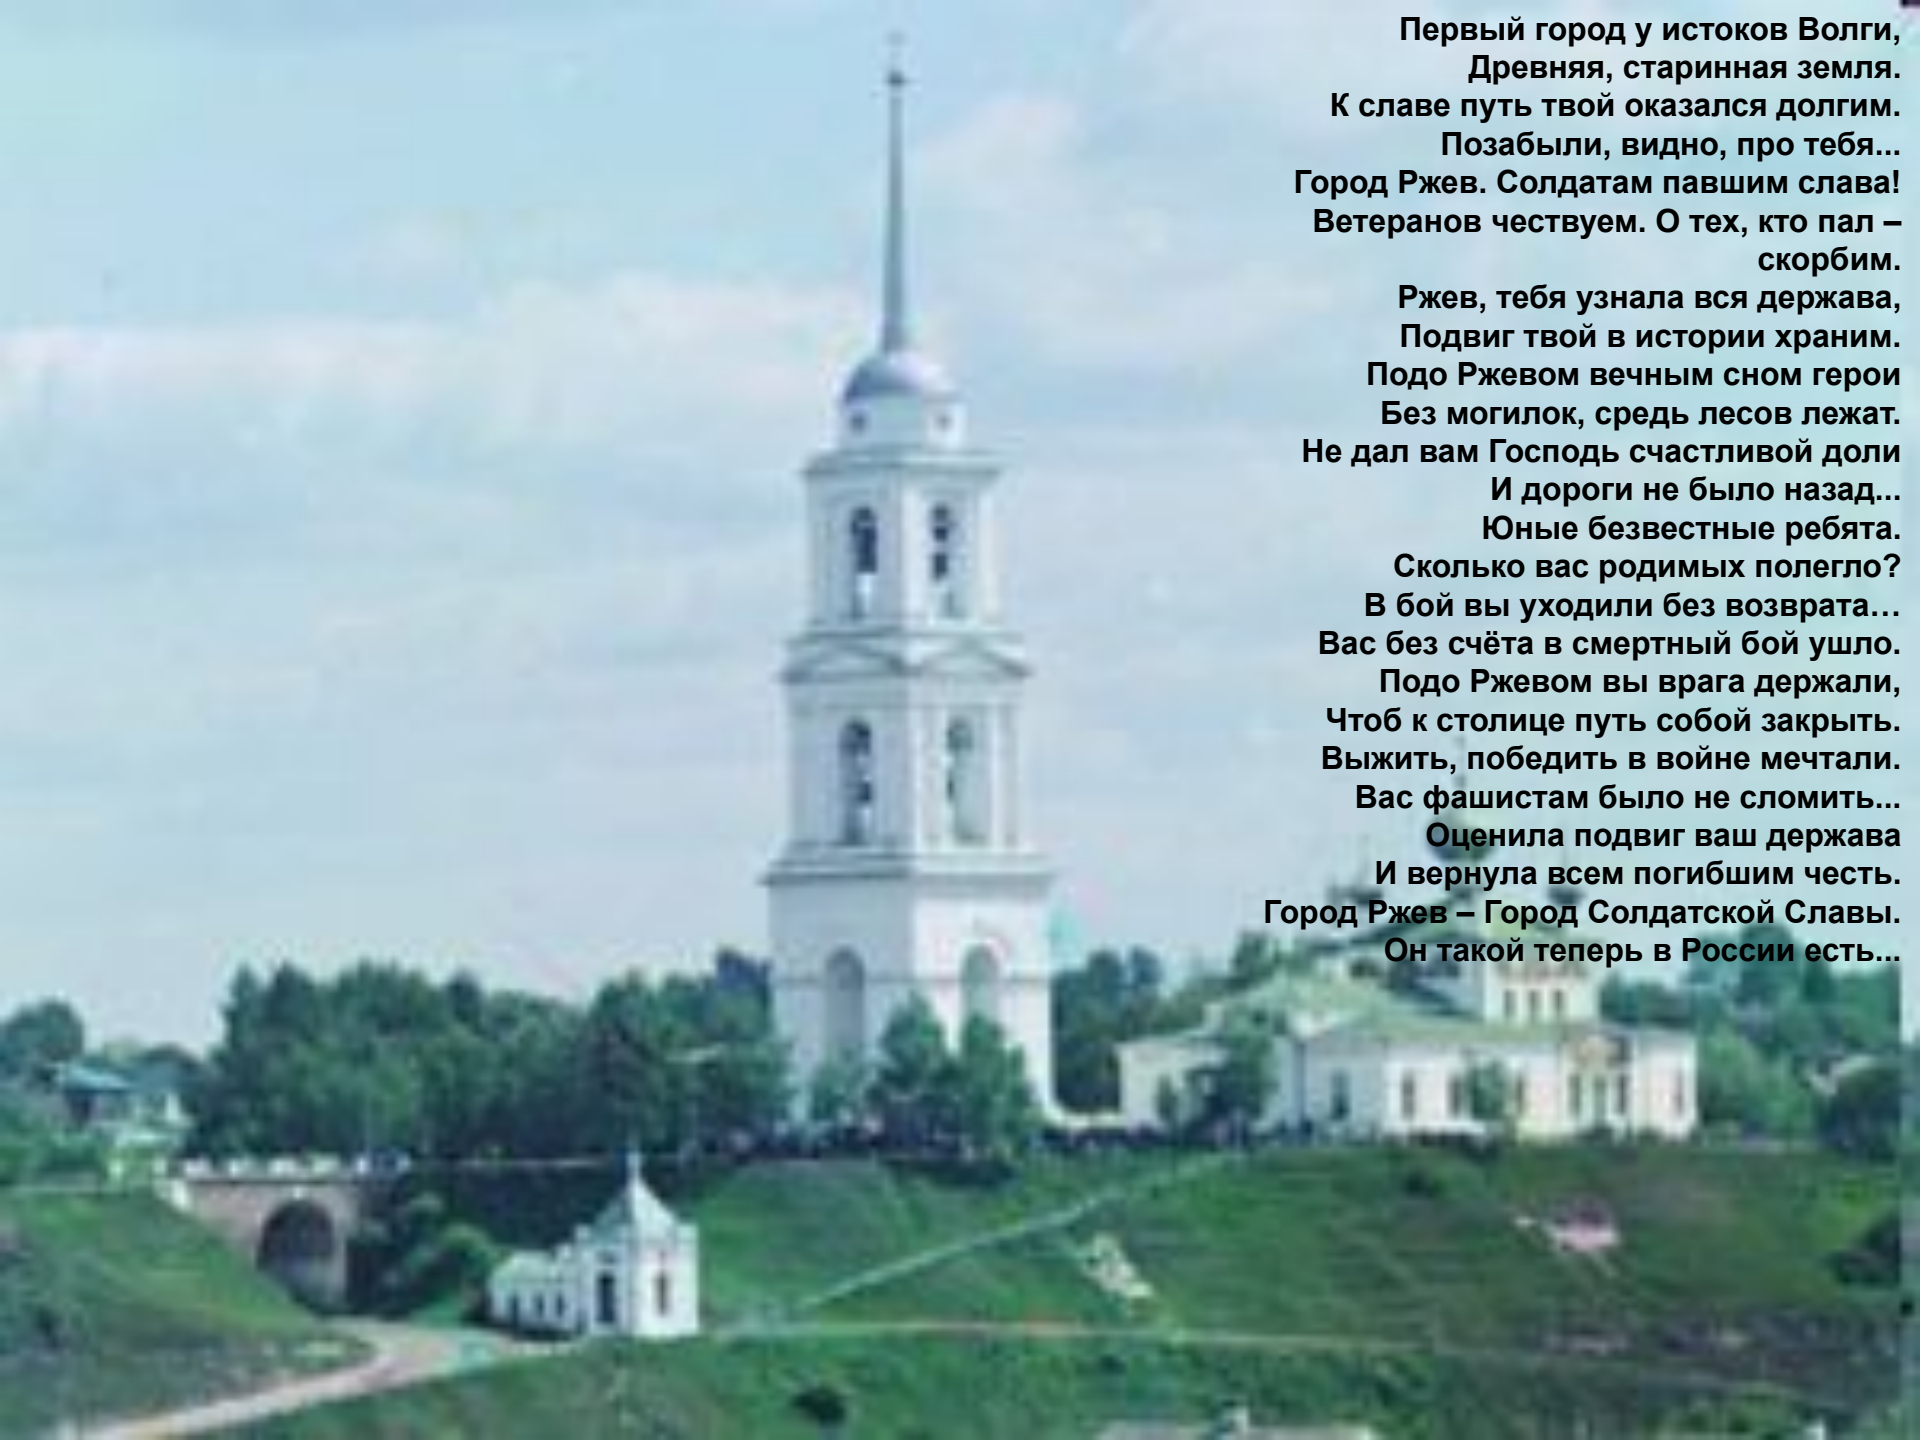 Первый город у истоков Волги,
Древняя, старинная земля.
К славе путь твой оказался долгим.
Позабыли, видно, про тебя...
Город Ржев. Солдатам павшим слава!
Ветеранов чествуем. О тех, кто пал –
скорбим.
Ржев, тебя узнала вся держава,
Подвиг твой в истории храним.
Подо Ржевом вечным сном герои
Без могилок, средь лесов лежат.
Не дал вам Господь счастливой доли
И дороги не было назад...
Юные безвестные ребята.
Сколько вас родимых полегло?
В бой вы уходили без возврата…
Вас без счёта в смертный бой ушло.
Подо Ржевом вы врага держали,
Чтоб к столице путь собой закрыть.
Выжить, победить в войне мечтали.
Вас фашистам было не сломить...
Оценила подвиг ваш держава
И вернула всем погибшим честь.
Город Ржев – Город Солдатской Славы.
Он такой теперь в России есть...